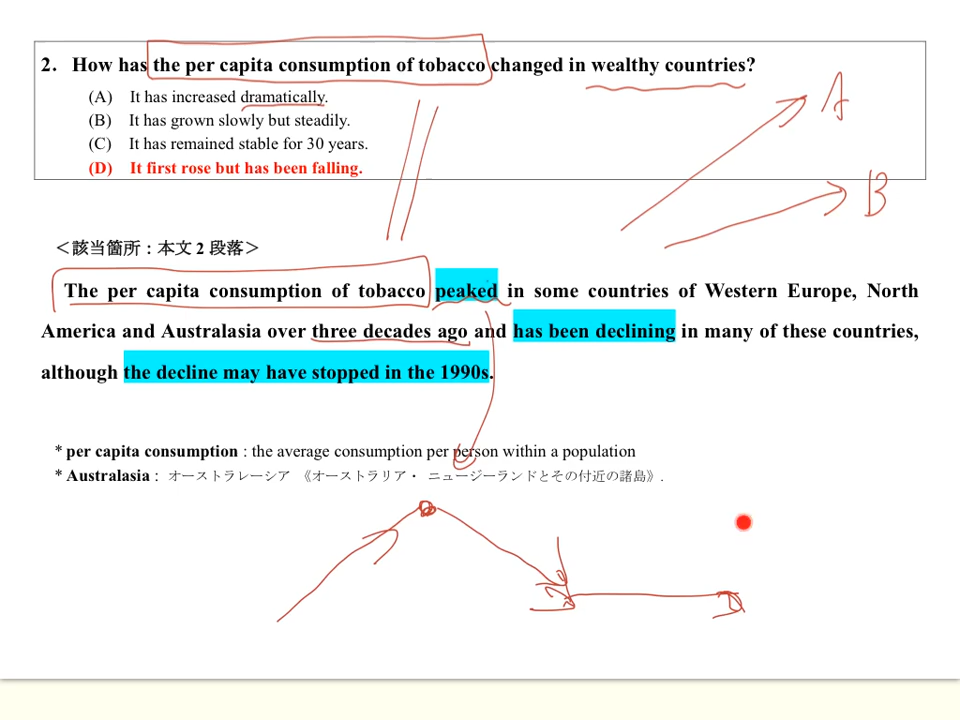 2. How has the per capita consumption of tobacco changed in wealthy countries?
(A) It has increased dramatically.
(B) It has grown slowly but steadily.
(C) It has remained stable for 30 years.
(D) It first rose but has been falling.
A
B
＜該当箇所：本文2段落＞
The per capita consumption of tobacco peaked in some countries of Western Europe, North
America and Australasia over three decades ago and has been declining in many of these countries,
although the decline may have stopped in the 1990s.
* per capita consumption : the average consumption per person within a population
* Australasia : オーストラレーシア 《オーストラリア・ ニュージーランドとその付近の諸島》.